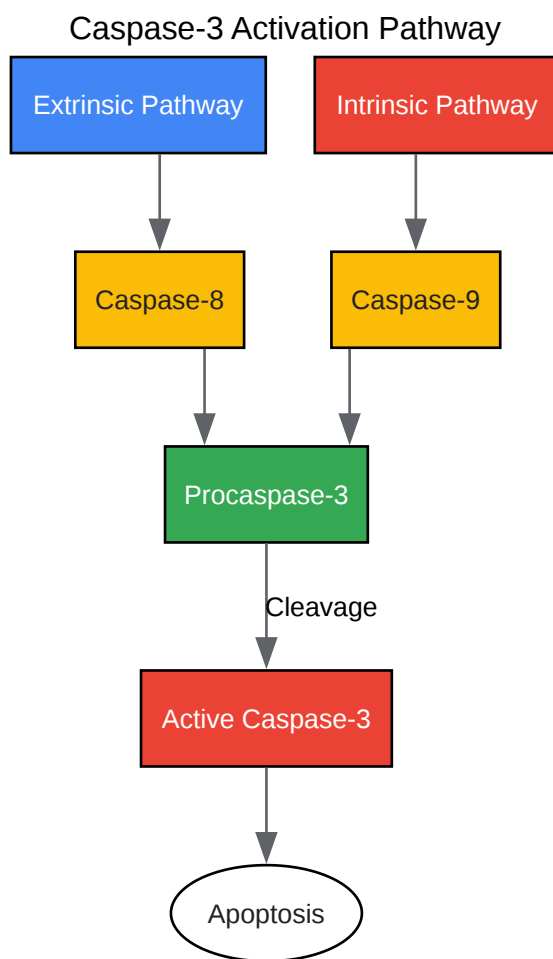 Caspase-3 Activation Pathway
Extrinsic Pathway
Intrinsic Pathway
Caspase-8
Caspase-9
Procaspase-3
Cleavage
Active Caspase-3
Apoptosis